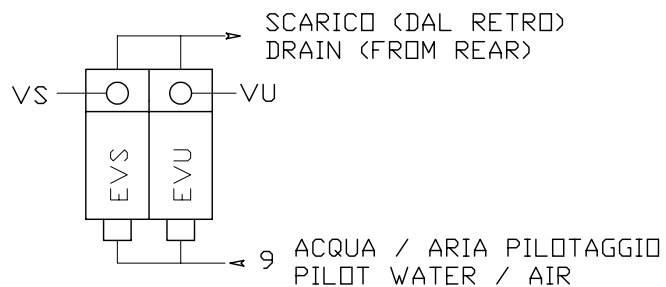 SCARICO (DAL RETRO)
DRAIN (FROM REAR)
VS
VU
EVS
EVU
9
ACQUA / ARIA PILOTAGGIO
PILOT WATER / AIR